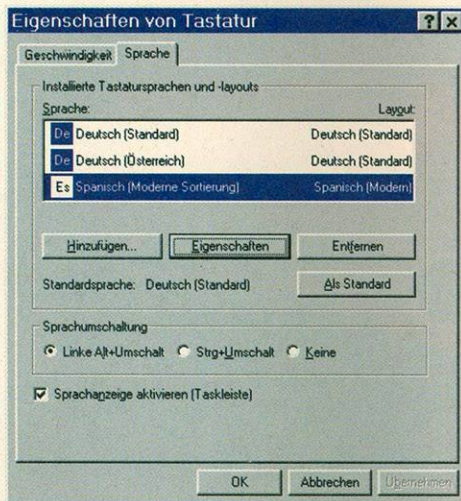 Eigenschaften von Tastatur
Geschwindigkeit Sprache
Installierte Tastatursprachen und -layouts
Sprache: Layout:
De Deutsch (Standard) Deutsch (Standard)
De Deutsch (Österreich) Deutsch (Standard)
Es Spanisch (Moderne Sortierung) Spanisch (Modern)
Hinzufügen... Eigenschaften Entfernen
Standardsprache: Deutsch (Standard) Als Standard
Sprachumschaltung
Linke Alt+Umschalt Strg+Umschalt Keine
Sprachanzeige aktivieren (Taskleiste)
OK Abbrechen Übernehmen